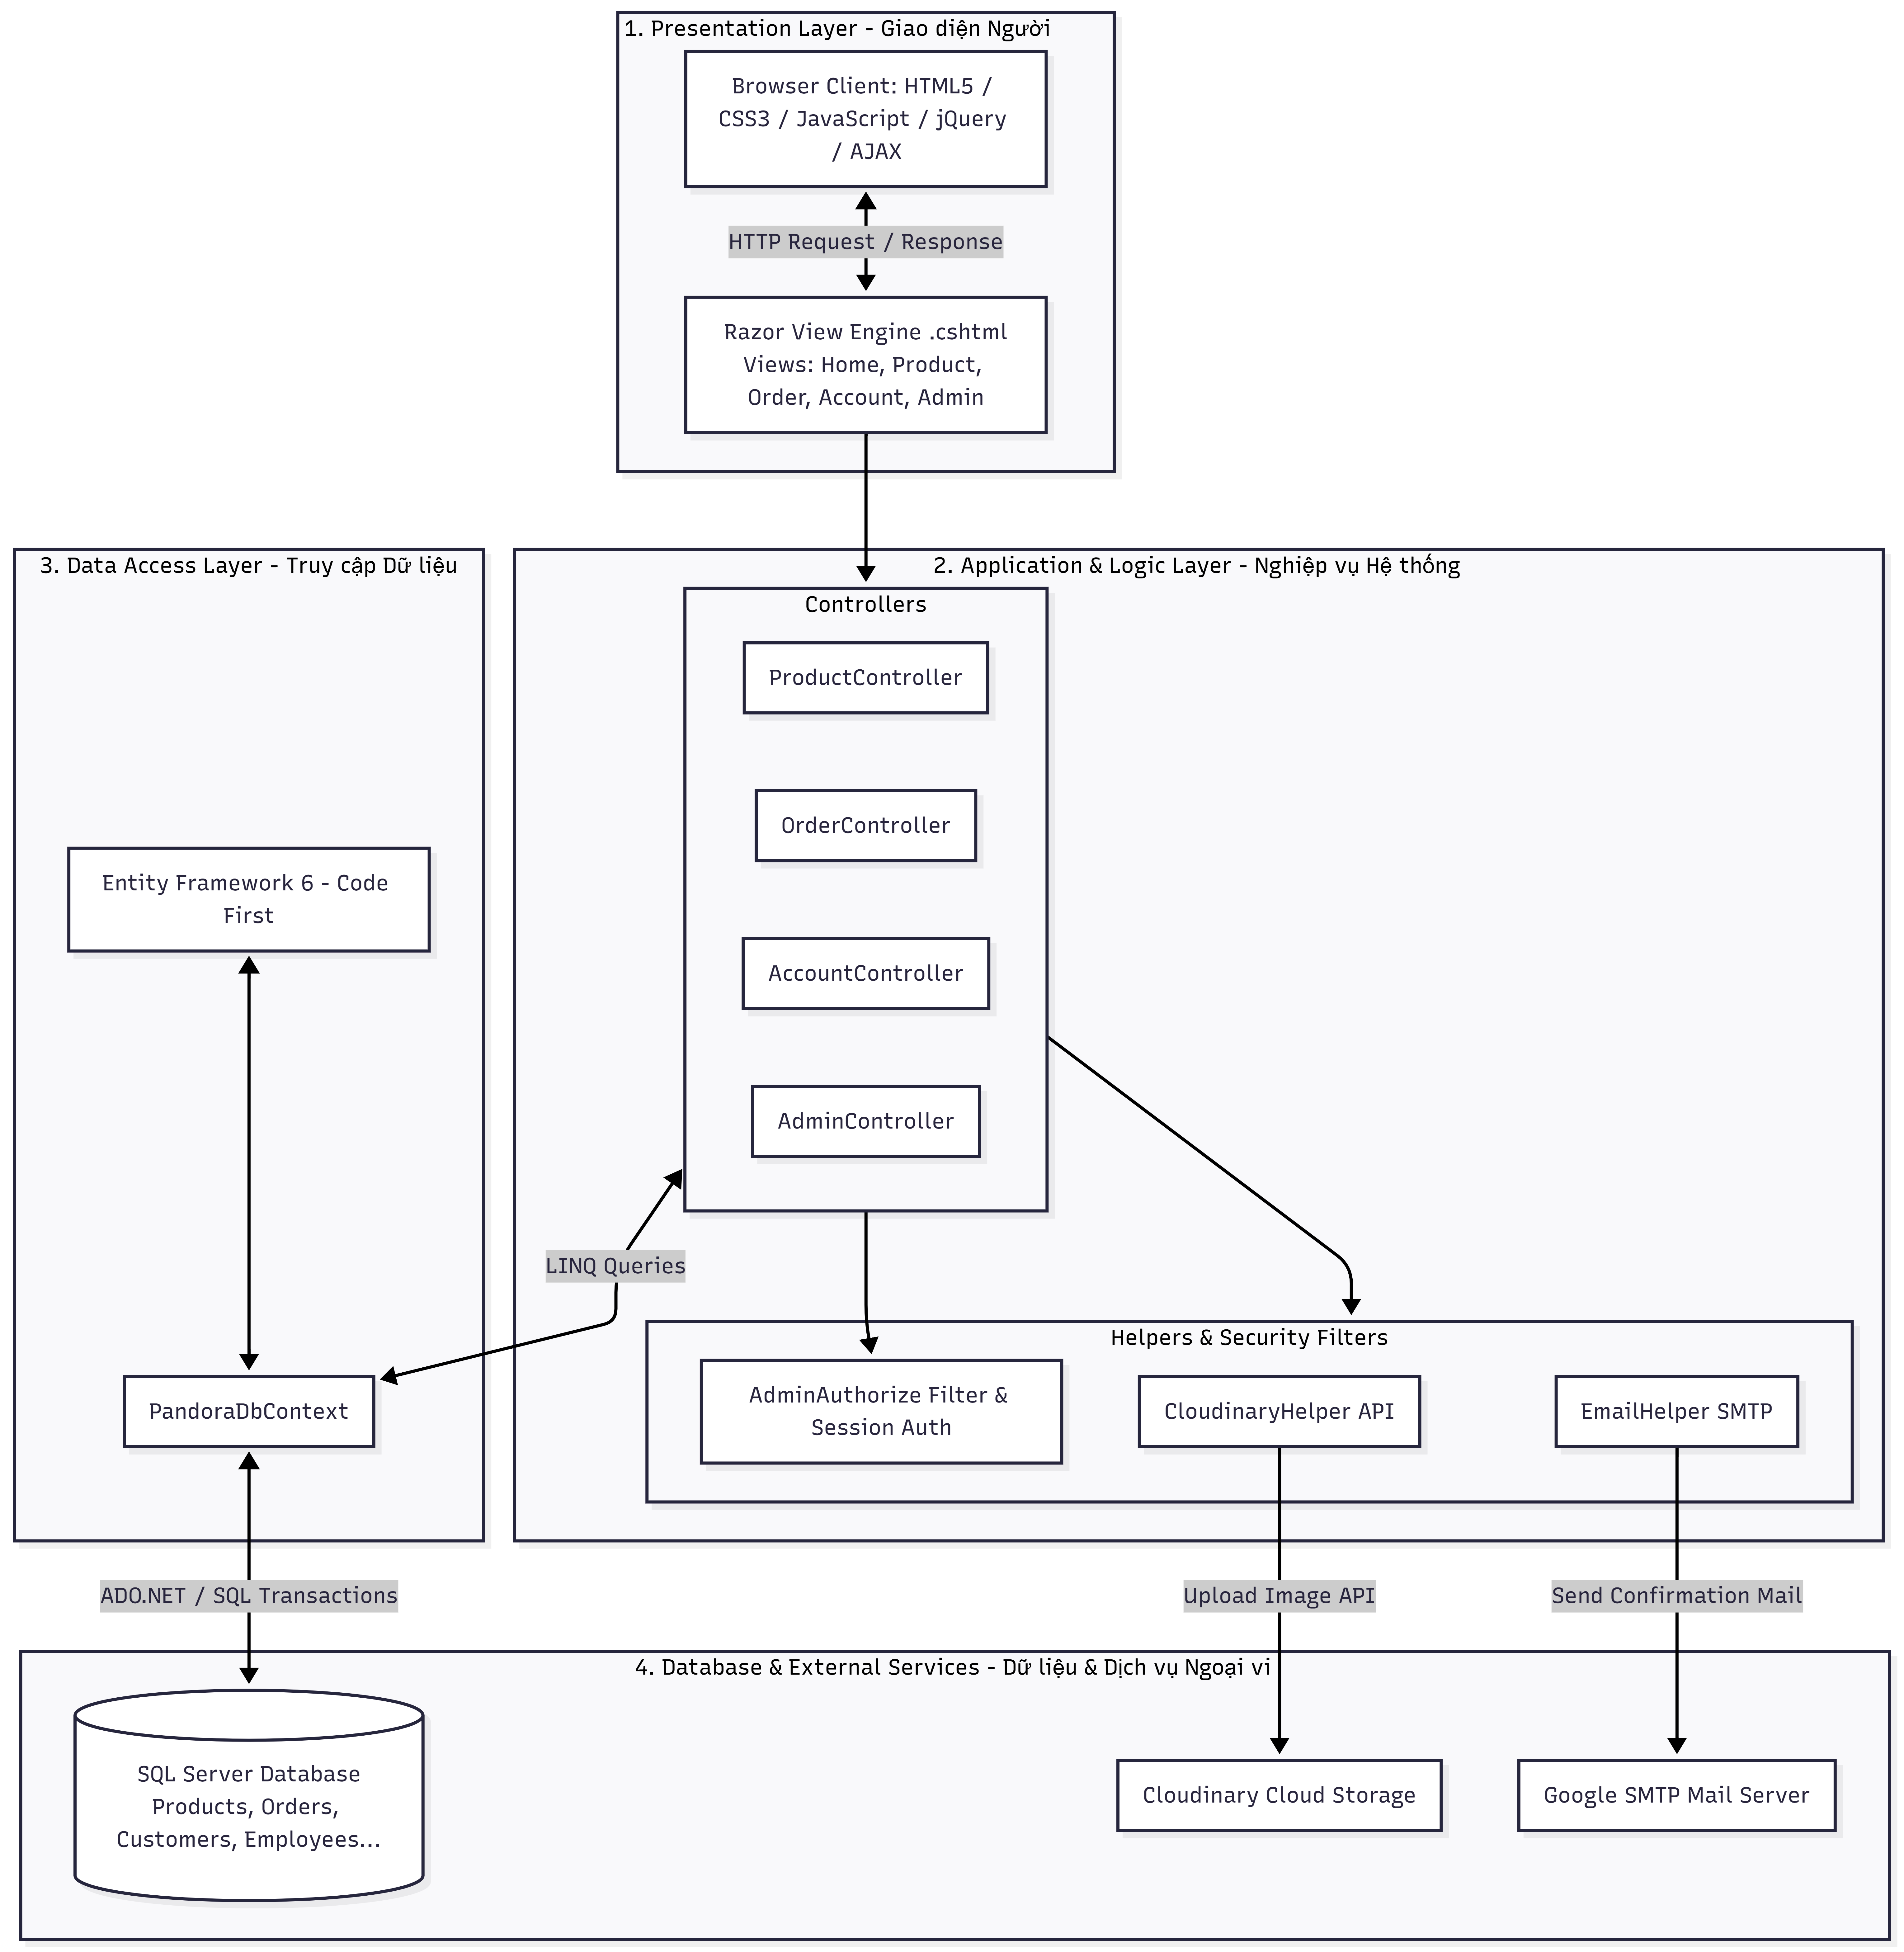 1. Presentation Layer - Giao diện Người
Browser Client: HTML5 /
CSS3 / JavaScript / jQuery
/ AJAX
HTTP Request / Response
Razor View Engine .cshtml
Views: Home, Product,
Order, Account, Admin
3. Data Access Layer - Truy cập Dữ liệu
Entity Framework 6 - Code
First
PandoraDbContext
2. Application & Logic Layer - Nghiệp vụ Hệ thống
Controllers
ProductController
OrderController
AccountController
AdminController
LINQ Queries
Helpers & Security Filters
AdminAuthorize Filter &
Session Auth
CloudinaryHelper API
EmailHelper SMTP
ADO.NET / SQL Transactions
Upload Image API
Send Confirmation Mail
4. Database & External Services - Dữ liệu & Dịch vụ Ngoại vi
SQL Server Database
Products, Orders,
Customers, Employees...
Cloudinary Cloud Storage
Google SMTP Mail Server